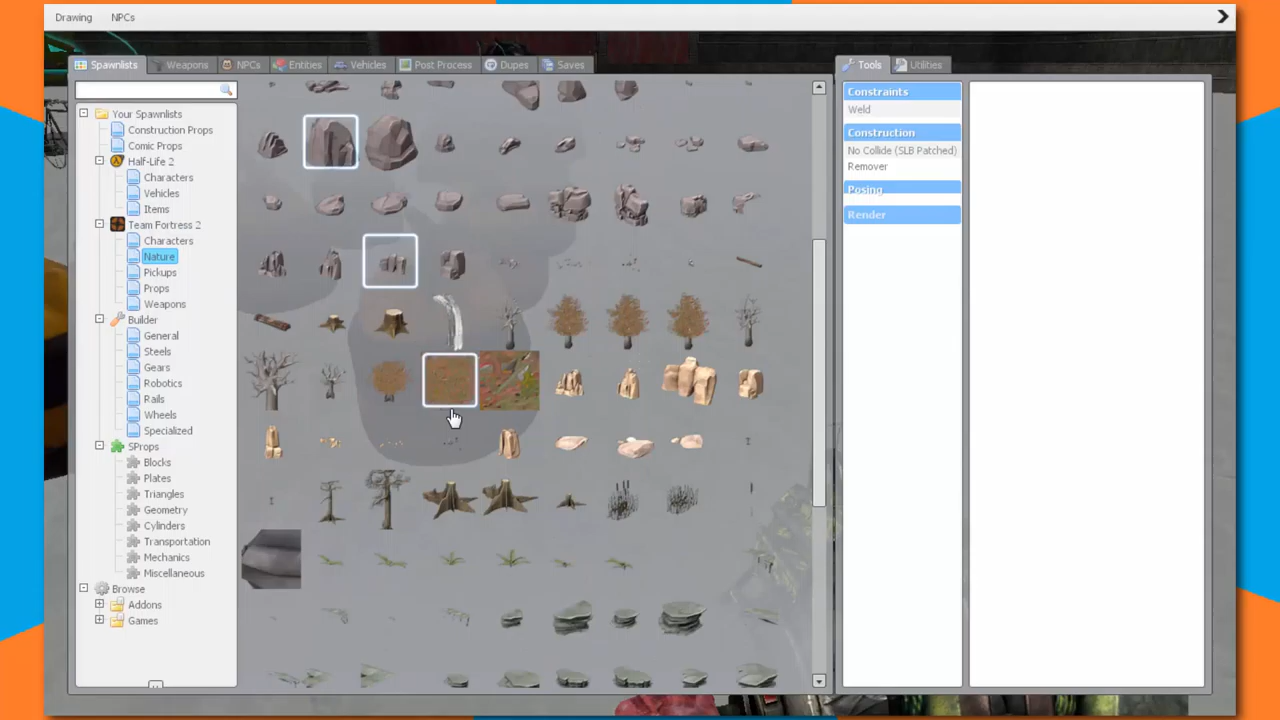 Drawing NPCs
Spawnlists Weapons NPCs Entities Vehicles Post Process Dupes Saves
Tools Utilities
Your Spawnlists
Construction Props
Comic Props
Half-Life 2
Characters
Vehicles
Items
Team Fortress 2
Characters
Nature
Pickups
Props
Weapons
Builder
General
Steels
Gears
Robotics
Rails
Wheels
Specialized
SProps
Blocks
Plates
Triangles
Geometry
Cylinders
Transportation
Mechanics
Miscellaneous
Browse
Addons
Games
Constraints
Weld
Construction
No Collide (SLB Patched)
Remover
Posing
Render